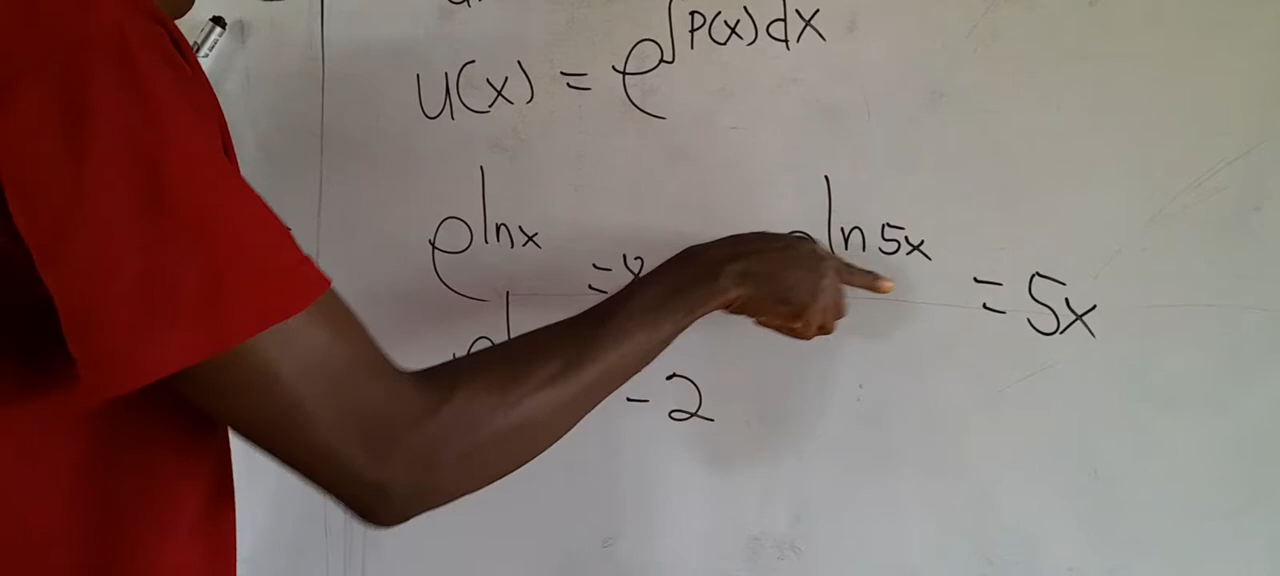 u(x) = e^∫P(x)dx
e^lnx = x e^ln5x = 5x
- 2